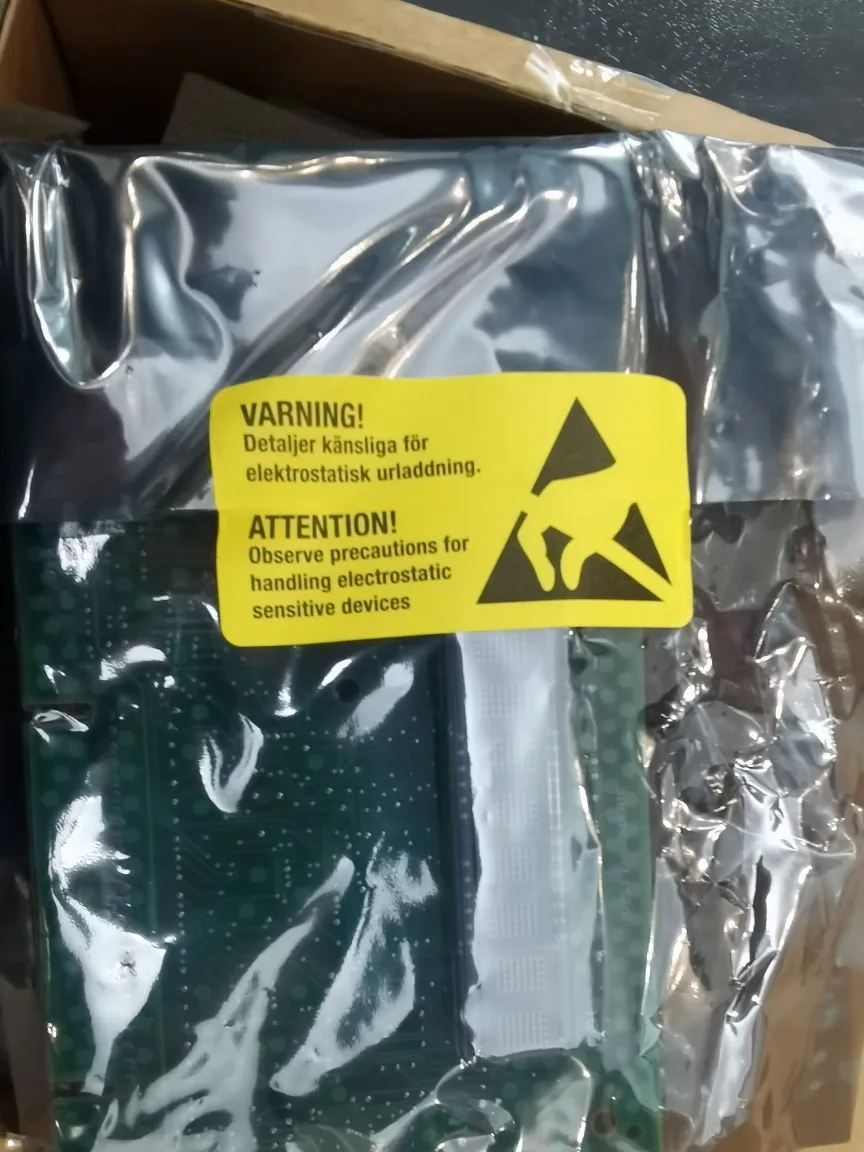 VARNING!
Detaljer känsliga för
elektrostatisk urladdning.
ATTENTION!
Observe precautions for
handling electrostatic
sensitive devices